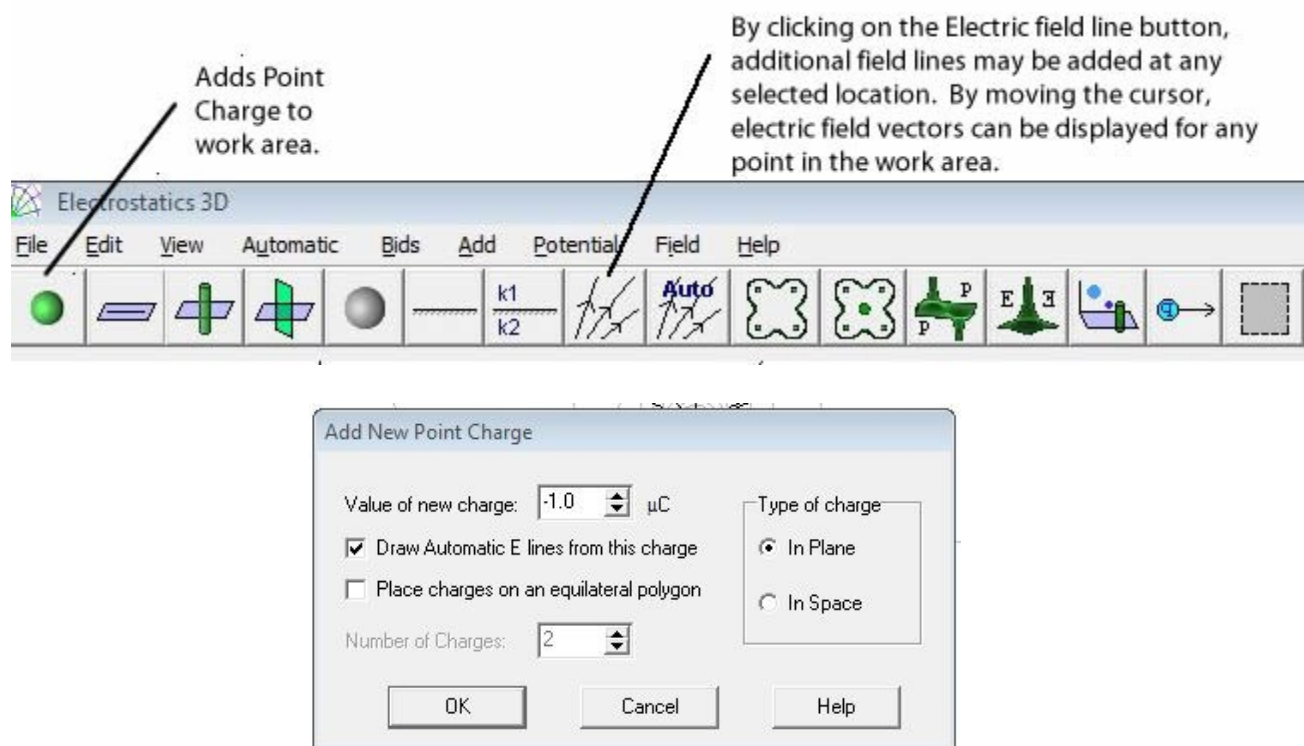 By clicking on the Electric field line button,
additional field lines may be added at any
selected location.  By moving the cursor,
electric field vectors can be displayed for any
point in the work area.
Adds Point
Charge to
work area.
Electrostatics 3D
File Edit View Automatic Bids Add Potential Field Help
k1
k2
Auto
P
P
E E
q
Add New Point Charge
Value of new charge: -1.0 µC
Type of charge
Draw Automatic E lines from this charge
In Plane
Place charges on an equilateral polygon
In Space
Number of Charges: 2
OK Cancel Help